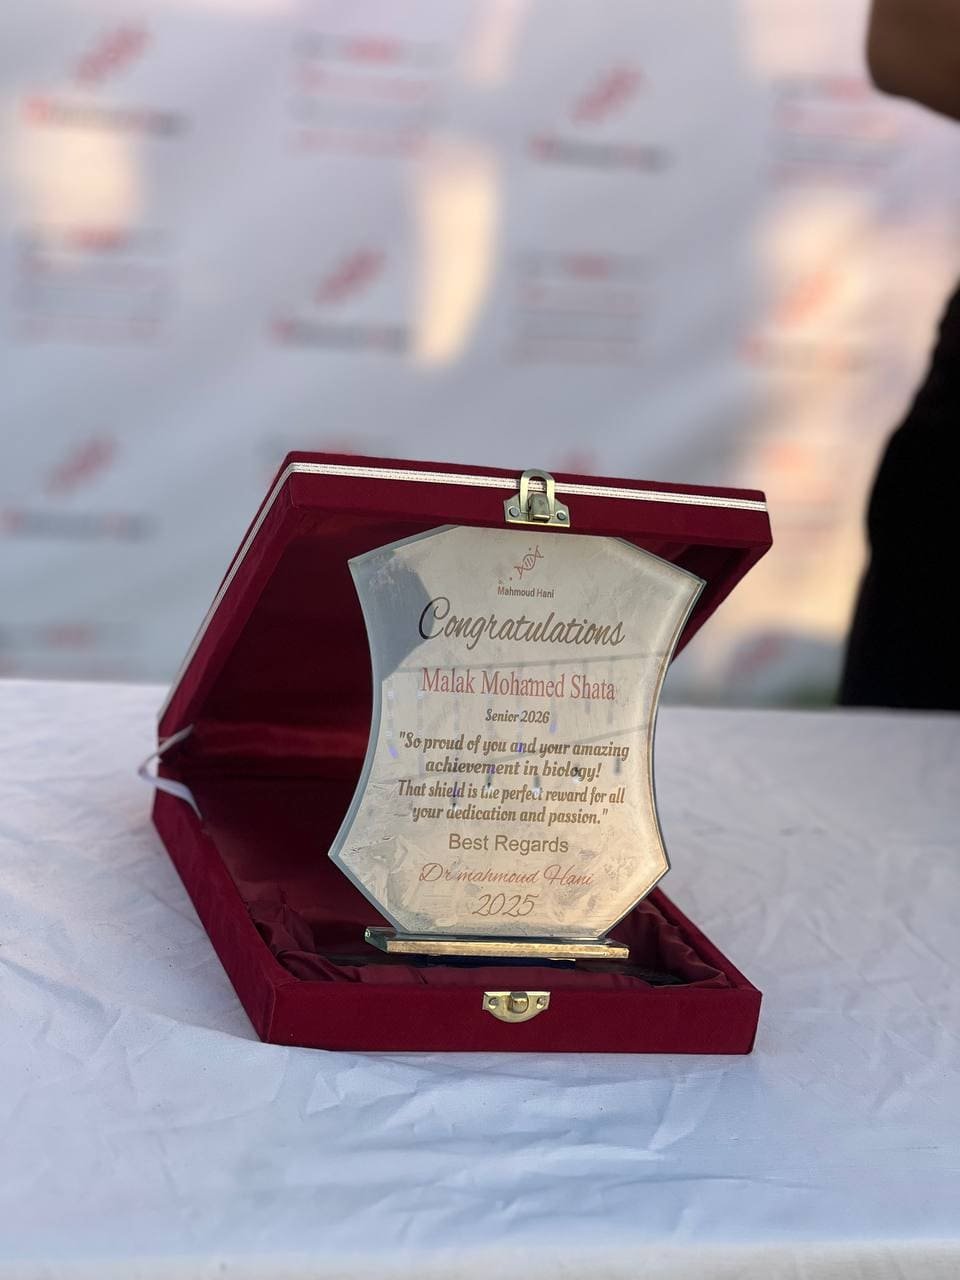 Mahmoud Hani
Congratulations
Malak Mohamed Shata
Senior 2026
"So proud of you and your amazing
achievement in biology!
That shield is the perfect reward for all
your dedication and passion."
Best Regards
Dr mahmoud Hani
2025